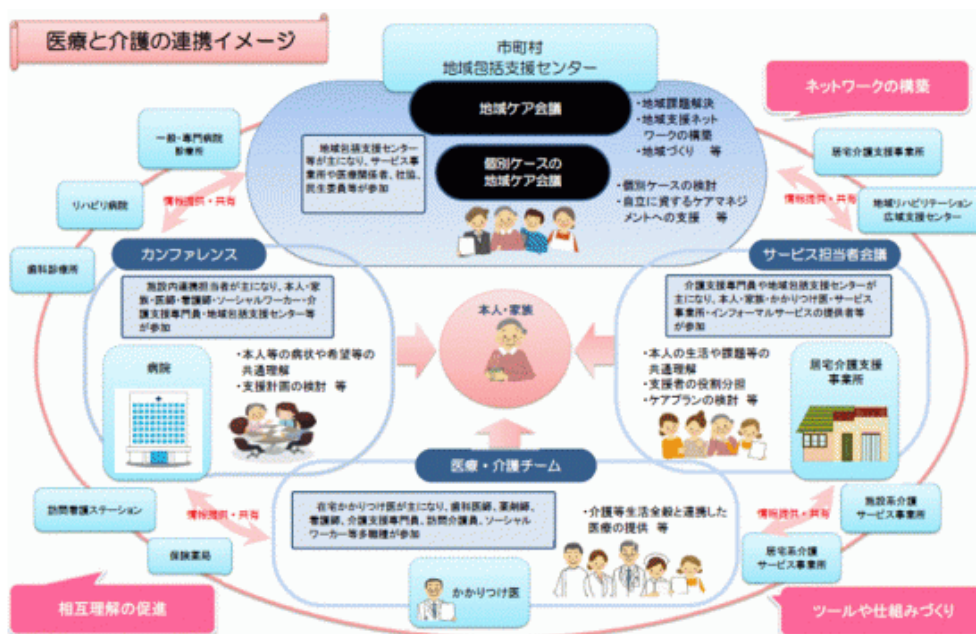 医療と介護の連携イメージ
市町村
地域包括支援センター
ネットワークの構築
地域ケア会議
・地域課題解決
・地域支援ネット
ワークの構築
・地域づくり 等
地域包括支援センター
等が主になり、サービス事
業所や医療関係者、社協、
民生委員等が参加
個別ケースの
地域ケア会議
・個別ケースの検討
・自立に資するケアマネジ
メントへの支援 等
一般・専門病院
診療所
リハビリ病院
歯科診療所
情報提供・共有
居宅介護支援事業所
地域リハビリテーション
広域支援センター
情報提供・共有
カンファレンス
施設内連携担当者が主になり、本人・家
族・医師・看護師・ソーシャルワーカー・介
護支援専門員・地域包括支援センター等
が参加
病院
・本人等の病状や希望等の
共通理解
・支援計画の検討 等
本人・家族
サービス担当者会議
介護支援専門員や地域包括支援センターが
主になり、本人・家族・かかりつけ医・サービス
事業所・インフォーマルサービスの提供者等
が参加
・本人の生活や課題等の
共通理解
・支援者の役割分担
・ケアプランの検討 等
居宅介護支援
事業所
医療・介護チーム
在宅かかりつけ医が主になり、歯科医師、薬剤師、
看護師、介護支援専門員、訪問介護員、ソーシャル
ワーカー等多職種が参加
・介護等生活全般と連携した
医療の提供 等
かかりつけ医
訪問看護ステーション
保険薬局
情報提供・共有
施設系介護
サービス事業所
居宅系介護
サービス事業所
情報提供・共有
相互理解の促進
ツールや仕組みづくり